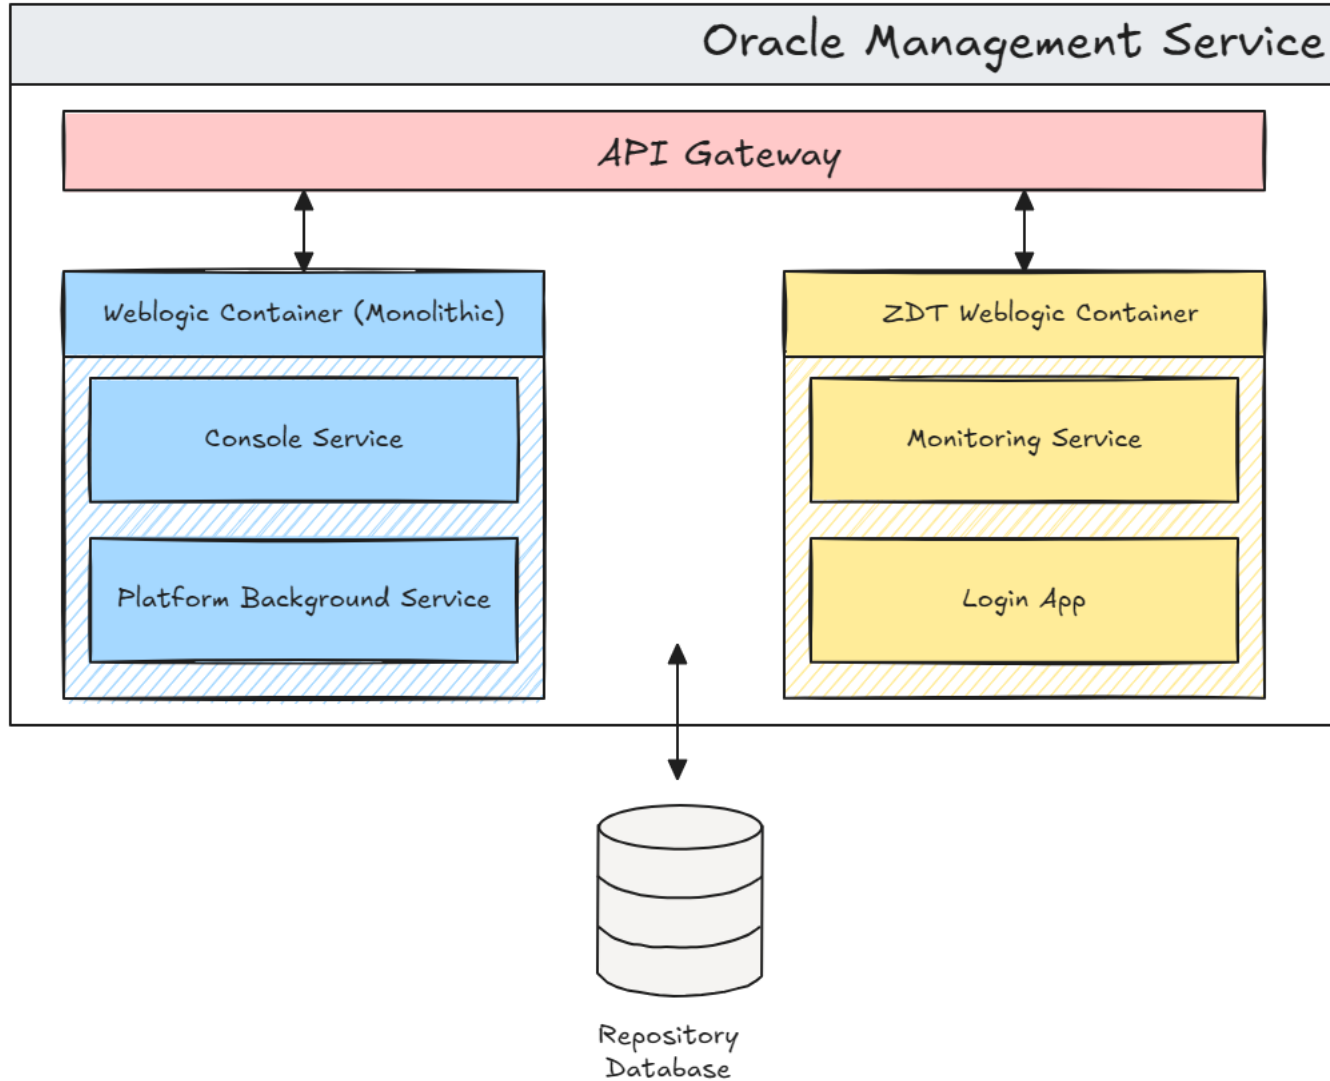 Oracle Management Service
API Gateway
Weblogic Container (Monolithic)
ZDT Weblogic Container
Console Service
Monitoring Service
Platform Background Service
Login App
Repository
Database